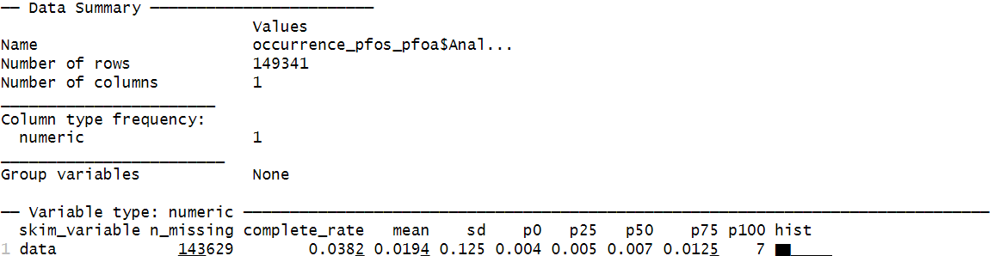 ── Data Summary ────────────────────────
Values
Name occurrence_pfos_pfoa$Anal...
Number of rows 149341
Number of columns 1
_______________________
Column type frequency:
numeric 1
________________________
Group variables None
── Variable type: numeric ────────────────────────────────────────────────────────────────────────────────
skim_variable n_missing complete_rate mean sd p0 p25 p50 p75 p100 hist
1 data 143629 0.0382 0.0194 0.125 0.004 0.005 0.007 0.0125 7 ▇▁▁▁▁